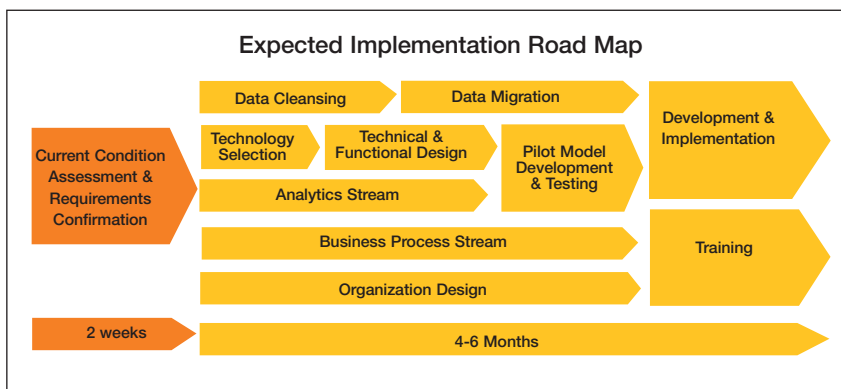 Expected Implementation Road Map
Data Cleansing
Data Migration
Development &
Implementation
Current Condition
Assessment &
Requirements
Confirmation
Technology
Selection
Technical &
Functional Design
Pilot Model
Development
& Testing
Analytics Stream
Business Process Stream
Training
Organization Design
2 weeks
4-6 Months